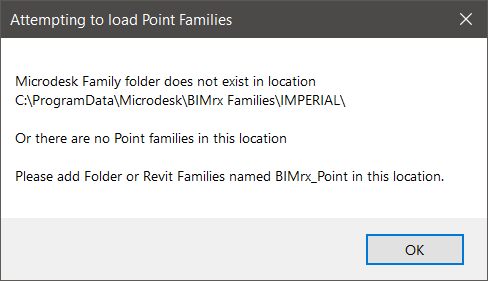 Attempting to load Point Families
Microdesk Family folder does not exist in location
C:\ProgramData\Microdesk\BIMrx Families\IMPERIAL\
Or there are no Point families in this location
Please add Folder or Revit Families named BIMrx_Point in this location.
OK